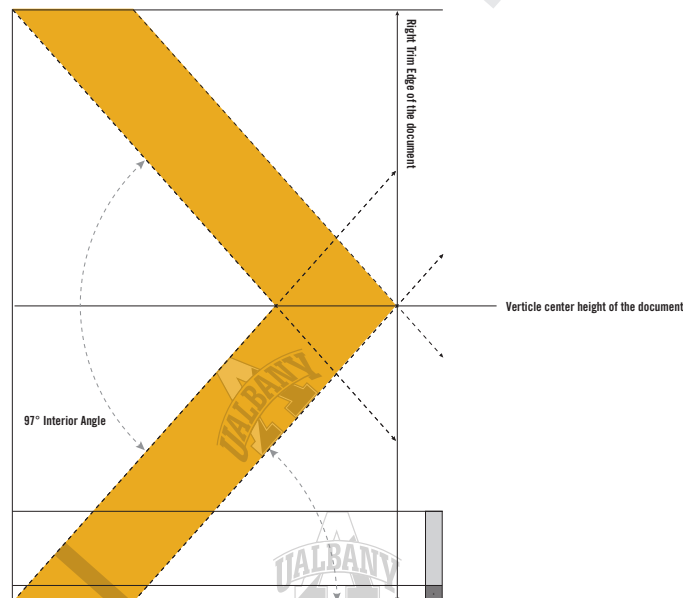 Right Trim Edge of the document
Verticle center height of the document
97° Interior Angle
UALBANY
UALBANY